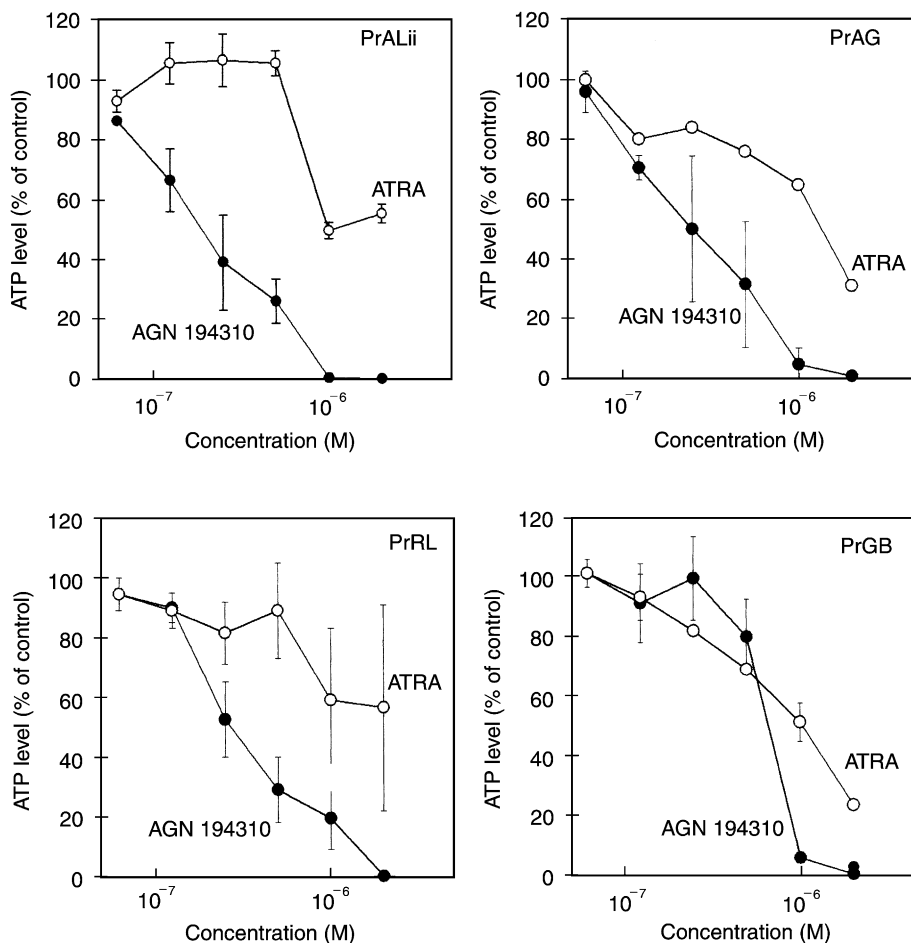 PrALii
120
100
80
60
40
20
0
ATP level (% of control)
ATRA
AGN 194310
10⁻⁷
10⁻⁶
Concentration (M)
PrAG
120
100
80
60
40
20
0
ATP level (% of control)
ATRA
AGN 194310
10⁻⁷
10⁻⁶
Concentration (M)
PrRL
120
100
80
60
40
20
0
ATP level (% of control)
ATRA
AGN 194310
10⁻⁷
10⁻⁶
Concentration (M)
PrGB
120
100
80
60
40
20
0
ATP level (% of control)
ATRA
AGN 194310
10⁻⁷
10⁻⁶
Concentration (M)